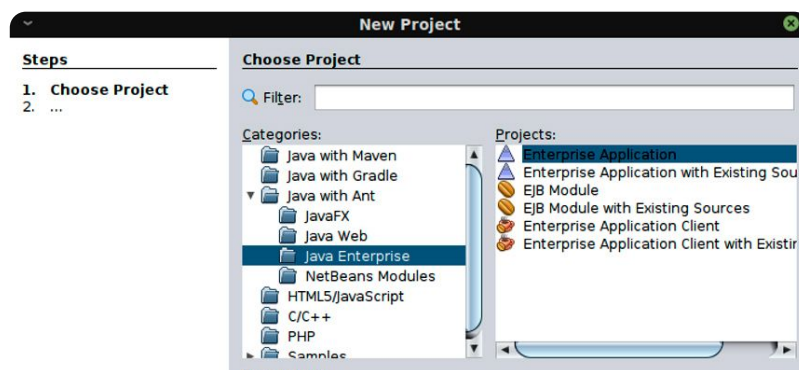 New Project
Steps
1. Choose Project
2. ...
Choose Project
Filter:
Categories:
Java with Maven
Java with Gradle
Java with Ant
JavaFX
Java Web
Java Enterprise
NetBeans Modules
HTML5/JavaScript
C/C++
PHP
Samples
Projects:
Enterprise Application
Enterprise Application with Existing Sou
EJB Module
EJB Module with Existing Sources
Enterprise Application Client
Enterprise Application Client with Existin